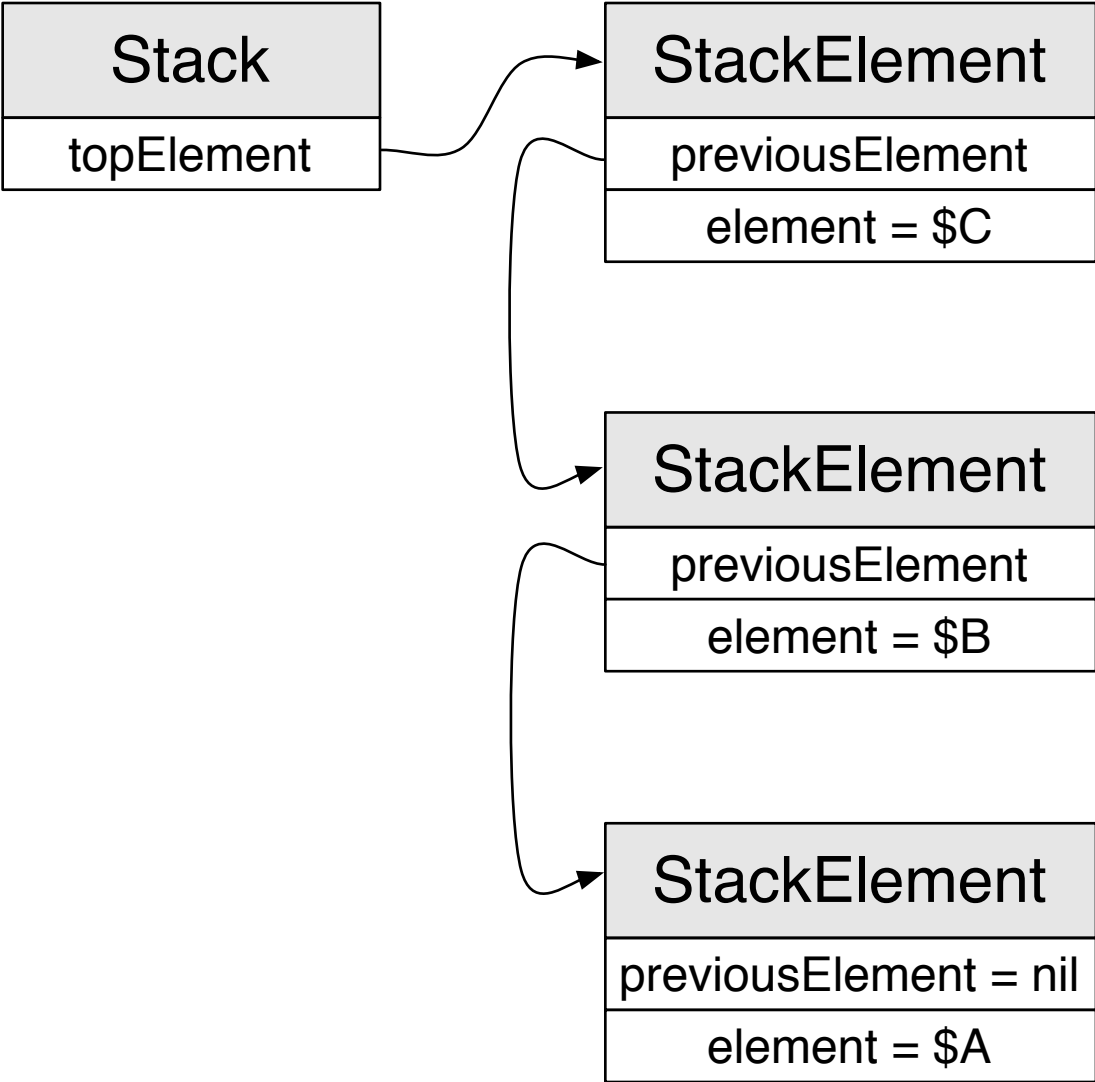 Stack
topElement
StackElement
previousElement
element = $C
StackElement
previousElement
element = $B
StackElement
previousElement = nil
element = $A